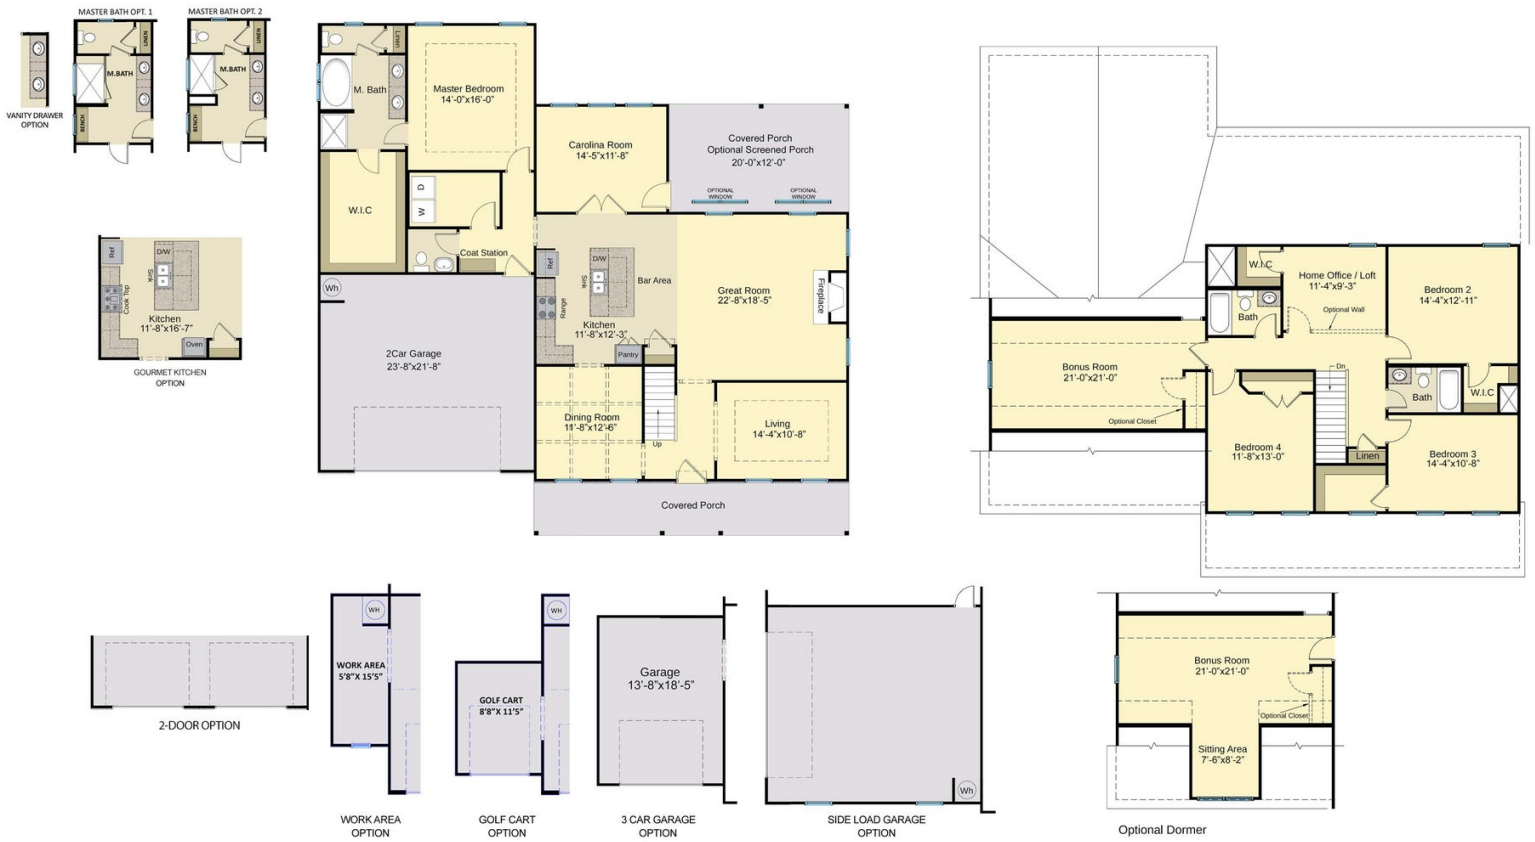 MASTER BATH OPT. 1
MASTER BATH OPT. 2
LINEN
M.BATH
BENCH
LINEN
M.BATH
BENCH
VANITY DRAWER
OPTION
Ref
D/W
Sink
Cook Top
Kitchen
11'-8"x16'-7"
Oven
GOURMET KITCHEN
OPTION
Linen
M. Bath
Master Bedroom
14'-0"x16'-0"
W.I.C
D
W
Coat Station
Wh
Carolina Room
14'-5"x11'-8"
Covered Porch
Optional Screened Porch
20'-0"x12'-0"
OPTIONAL
WINDOW
OPTIONAL
WINDOW
Ref
D/W
Sink
Range
Bar Area
Kitchen
11'-8"x12'-3"
Pantry
Great Room
22'-8"x18'-5"
Fireplace
2Car Garage
23'-8"x21'-8"
Dining Room
11'-8"x12'-6"
Up
Living
14'-4"x10'-8"
Covered Porch
W.I.C
Home Office / Loft
11'-4"x9'-3"
Optional Wall
Bath
Bedroom 2
14'-4"x12'-11"
Bonus Room
21'-0"x21'-0"
Optional Closet
Dn
Bath
W.I.C
Bedroom 4
11'-8"x13'-0"
Linen
Bedroom 3
14'-4"x10'-8"
2-DOOR OPTION
WH
WORK AREA
5'8"X 15'5"
WORK AREA
OPTION
WH
GOLF CART
8'8"X 11'5"
GOLF CART
OPTION
Garage
13'-8"x18'-5"
3 CAR GARAGE
OPTION
Wh
SIDE LOAD GARAGE
OPTION
Bonus Room
21'-0"x21'-0"
Optional Closet
Sitting Area
7'-6"x8'-2"
Optional Dormer